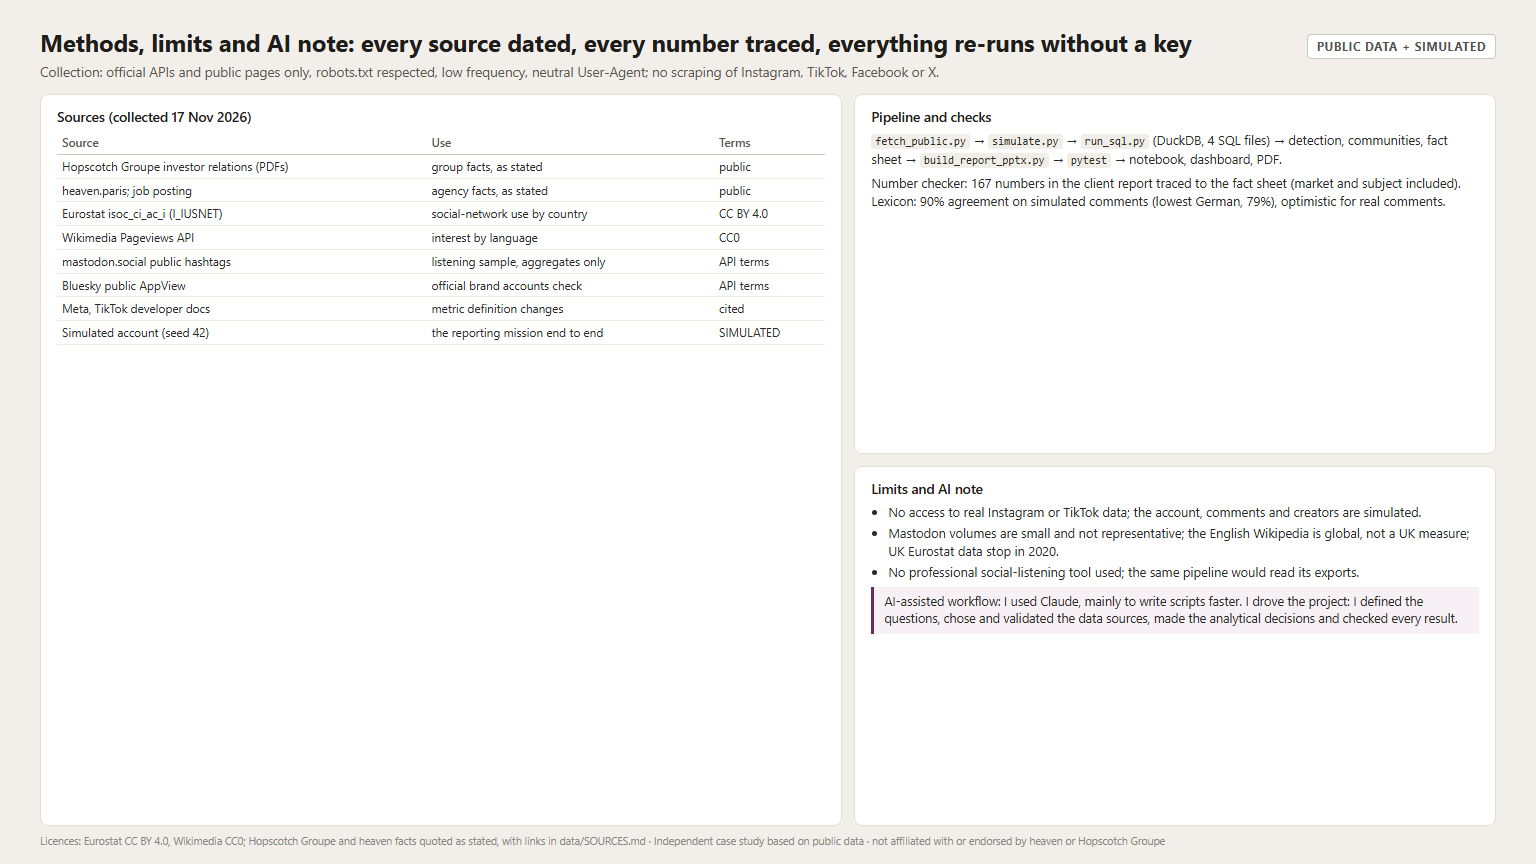 Methods, limits and AI note: every source dated, every number traced, everything re-runs without a key
PUBLIC DATA + SIMULATED
Collection: official APIs and public pages only, robots.txt respected, low frequency, neutral User-Agent; no scraping of Instagram, TikTok, Facebook or X.
Sources (collected 17 Nov 2026)
Source Use Terms
Hopscotch Groupe investor relations (PDFs) group facts, as stated public
heaven.paris; job posting agency facts, as stated public
Eurostat isoc_ci_ac_i (I_IUSNET) social-network use by country CC BY 4.0
Wikimedia Pageviews API interest by language CC0
mastodon.social public hashtags listening sample, aggregates only API terms
Bluesky public AppView official brand accounts check API terms
Meta, TikTok developer docs metric definition changes cited
Simulated account (seed 42) the reporting mission end to end SIMULATED
Pipeline and checks
fetch_public.py → simulate.py → run_sql.py (DuckDB, 4 SQL files) → detection, communities, fact
sheet → build_report_pptx.py → pytest → notebook, dashboard, PDF.
Number checker: 167 numbers in the client report traced to the fact sheet (market and subject included).
Lexicon: 90% agreement on simulated comments (lowest German, 79%), optimistic for real comments.
Limits and AI note
• No access to real Instagram or TikTok data; the account, comments and creators are simulated.
• Mastodon volumes are small and not representative; the English Wikipedia is global, not a UK measure;
UK Eurostat data stop in 2020.
• No professional social-listening tool used; the same pipeline would read its exports.
AI-assisted workflow: I used Claude, mainly to write scripts faster. I drove the project: I defined the
questions, chose and validated the data sources, made the analytical decisions and checked every result.
Licences: Eurostat CC BY 4.0, Wikimedia CC0; Hopscotch Groupe and heaven facts quoted as stated, with links in data/SOURCES.md · Independent case study based on public data · not affiliated with or endorsed by heaven or Hopscotch Groupe